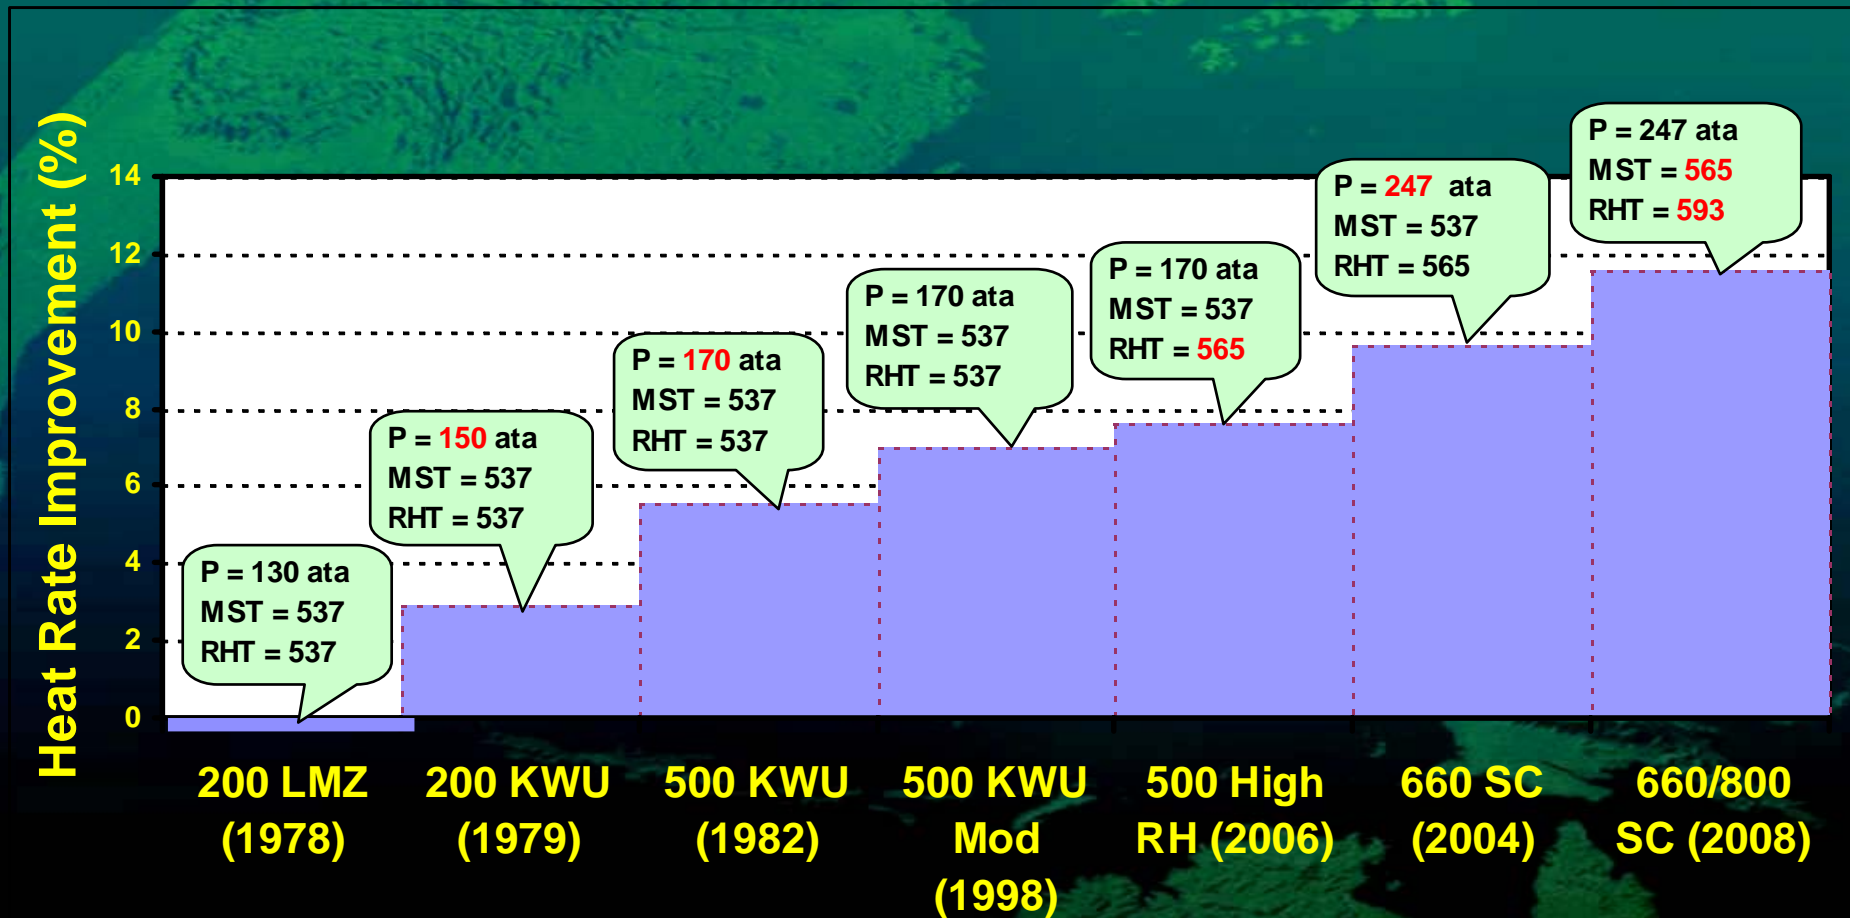 Heat Rate Improvement (%)
14
12
10
8
6
4
2
0
P = 130 ata
MST = 537
RHT = 537
P = 150 ata
MST = 537
RHT = 537
P = 170 ata
MST = 537
RHT = 537
P = 170 ata
MST = 537
RHT = 537
P = 170 ata
MST = 537
RHT = 565
P = 247 ata
MST = 537
RHT = 565
P = 247 ata
MST = 565
RHT = 593
200 LMZ
(1978)
200 KWU
(1979)
500 KWU
(1982)
500 KWU
Mod
(1998)
500 High
RH (2006)
660 SC
(2004)
660/800
SC (2008)